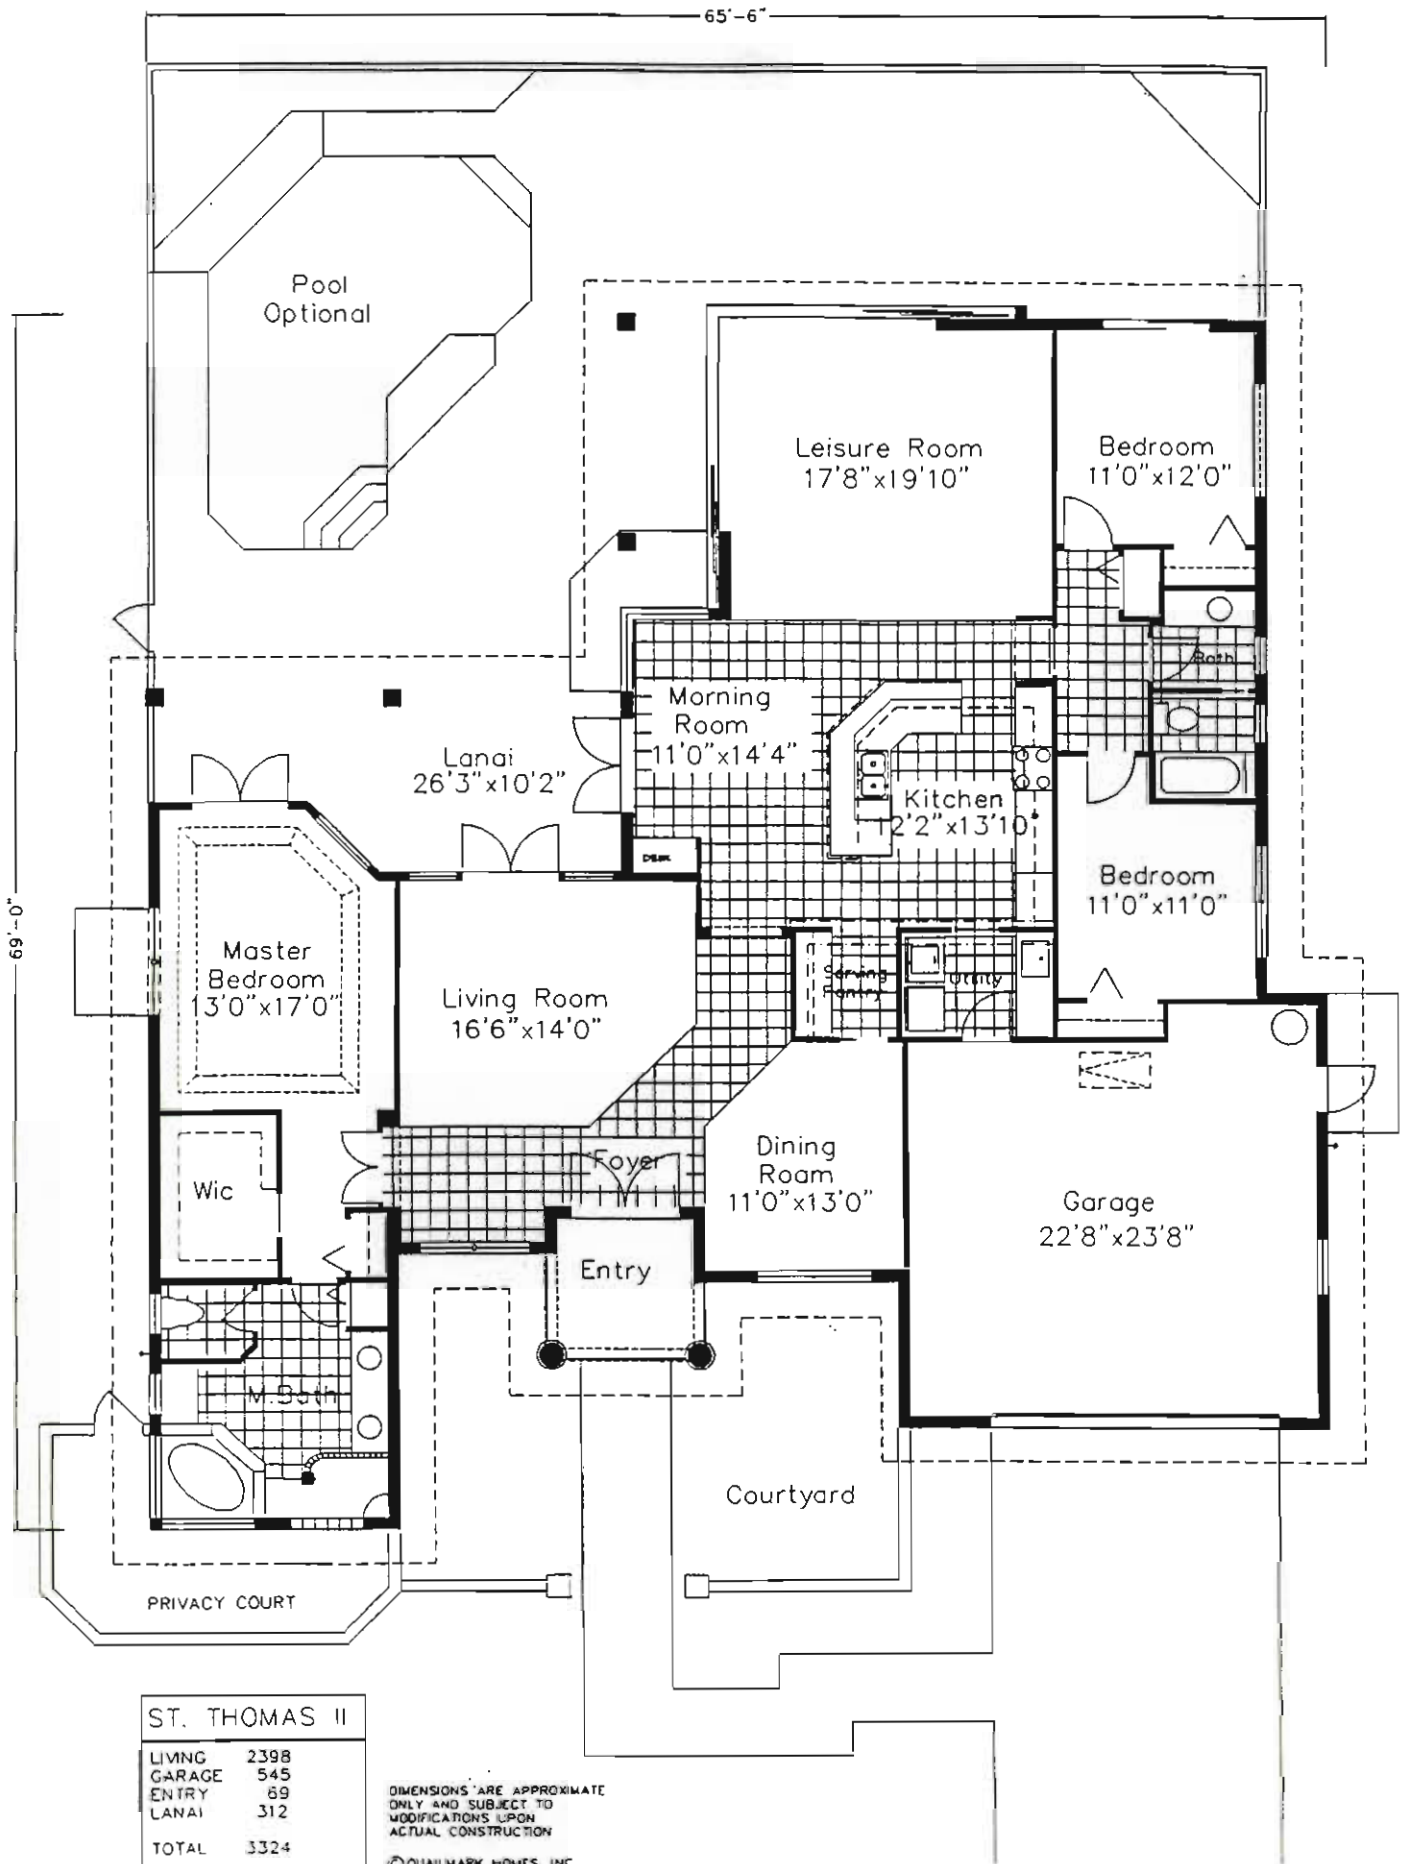 65'-6"
Pool
Optional
Leisure Room
17'8"x19'10"
Bedroom
11'0"x12'0"
Bath
Morning
Room
11'0"x14'4"
Lanai
26'3"x10'2"
Kitchen
12'2"x13'10"
DESK
Bedroom
11'0"x11'0"
69'-0"
Master
Bedroom
13'0"x17'0"
Living Room
16'6"x14'0"
Serving
Pantry
Utility
Foyer
Dining
Room
11'0"x13'0"
Wic
Garage
22'8"x23'8"
Entry
M.Bath
Courtyard
PRIVACY COURT
ST. THOMAS II
LIVING 2398
GARAGE 545
ENTRY 69
LANAI 312
TOTAL 3324
DIMENSIONS ARE APPROXIMATE
ONLY AND SUBJECT TO
MODIFICATIONS UPON
ACTUAL CONSTRUCTION
© QUAILMARK HOMES, INC